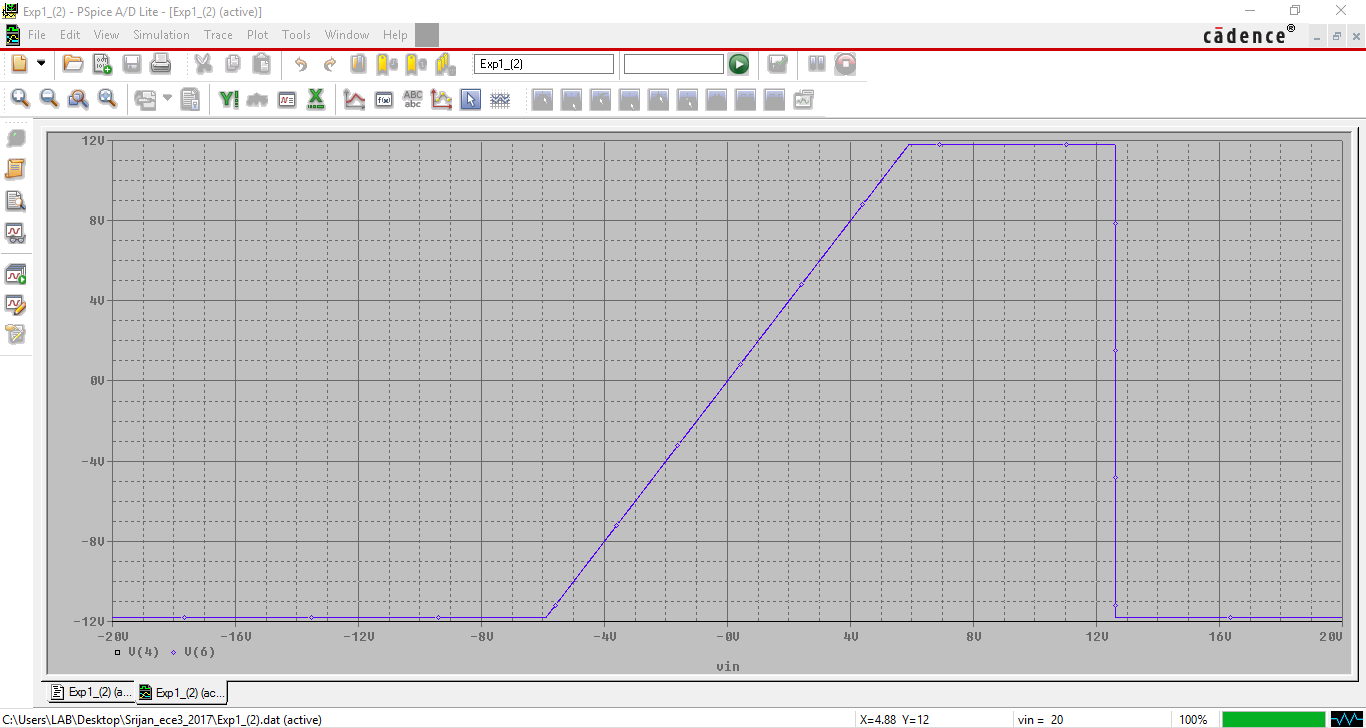 Exp1_(2) - PSpice A/D Lite - [Exp1_(2) (active)]
File Edit View Simulation Trace Plot Tools Window Help
cādence®
Exp1_(2)
ABC
abc
12V
8V
4V
0V
-4V
-8V
-12V
-20V -16V -12V -8V -4V -0V 4V 8V 12V 16V 20V
V(4) V(6)
vin
Exp1_(2) (a... Exp1_(2) (ac...
C:\Users\LAB\Desktop\Srijan_ece3_2017\Exp1_(2).dat (active) X=4.88 Y=12 vin = 20 100%